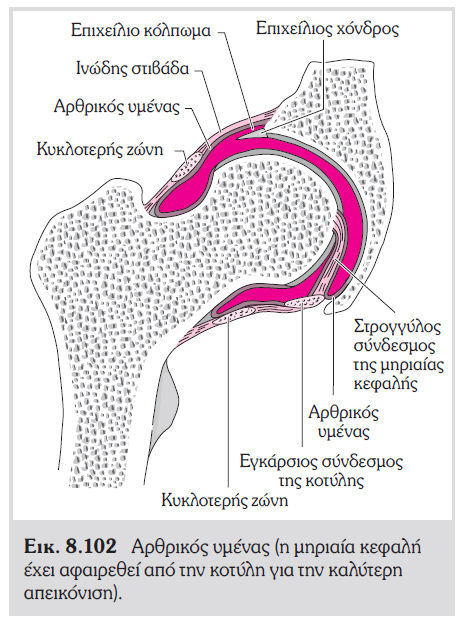 Επιχείλιο κόλπωμα
Επιχείλιος χόνδρος
Ινώδης στιβάδα
Αρθρικός υμένας
Κυκλοτερής ζώνη
Στρογγύλος
σύνδεσμος
της μηριαίας
κεφαλής
Αρθρικός
υμένας
Εγκάρσιος σύνδεσμος
της κοτύλης
Κυκλοτερής ζώνη
Εικ. 8.102 Αρθρικός υμένας (η μηριαία κεφαλή
έχει αφαιρεθεί από την κοτύλη για την καλύτερη
απεικόνιση).